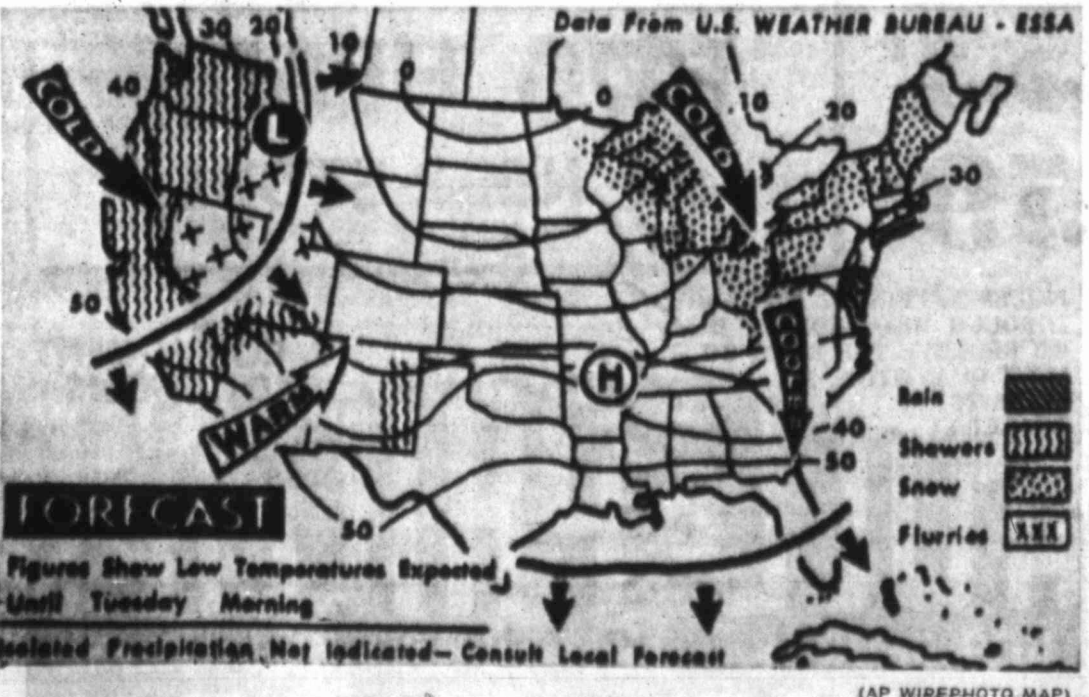 Data From U.S. WEATHER BUREAU - ESSA
30 20
10
0
0
40
COLD
L
COLD
10
20
30
50
COOLER
H
WARM
Rain
Showers
Snow
Flurries
40
50
50
FORECAST
Figures Show Low Temperatures Expected
Until Tuesday Morning
Isolated Precipitation Not Indicated— Consult Local Forecast
(AP WIREPHOTO MAP)